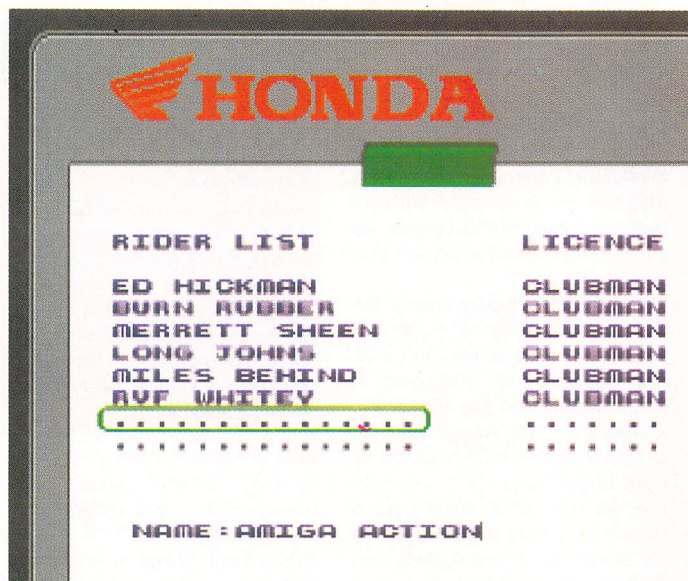 HONDA
RIDER LIST LICENCE
ED HICKMAN CLUBMAN
BURN RUBBER CLUBMAN
MERRETT SHEEN CLUBMAN
LONG JOHNS CLUBMAN
MILES BEHIND CLUBMAN
RVF WHITEY CLUBMAN
.............. .......
.............. .......
NAME:AMIGA ACTION